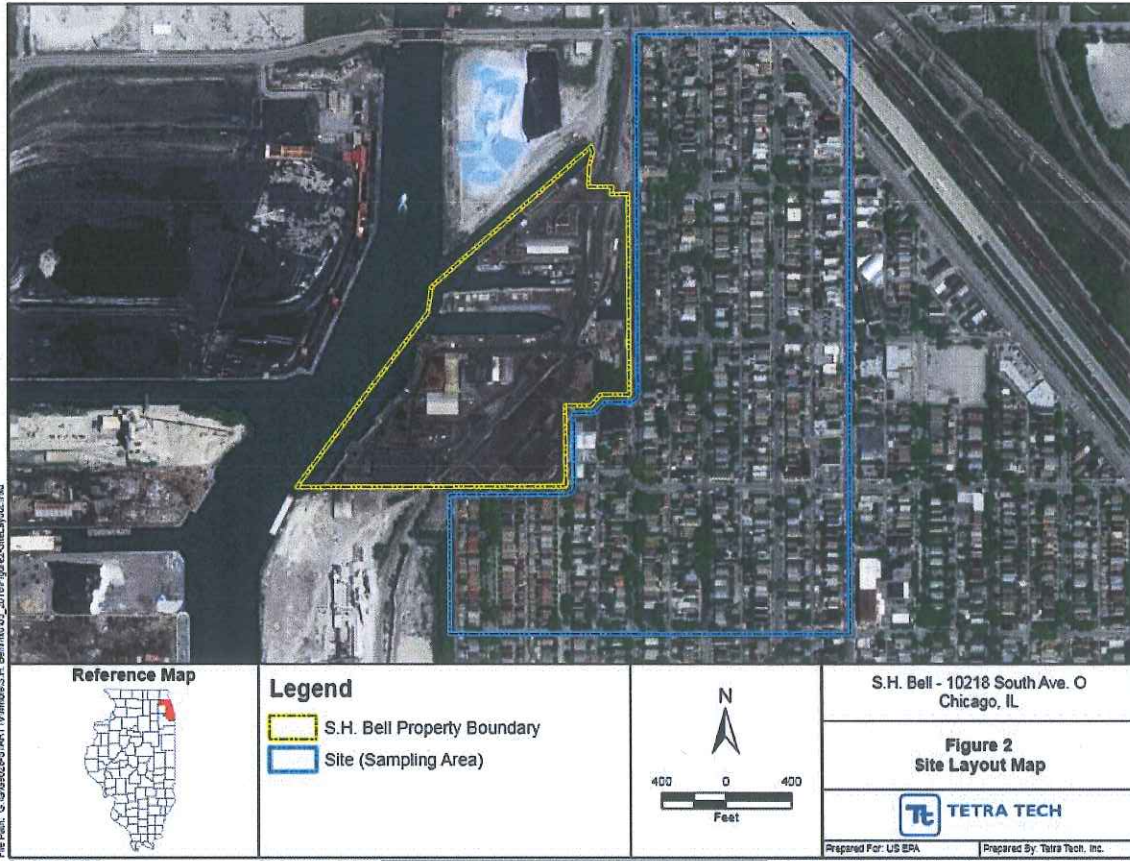 Reference Map
Legend
S.H. Bell Property Boundary
Site (Sampling Area)
N
400 0 400
Feet
S.H. Bell - 10218 South Ave. O
Chicago, IL
Figure 2
Site Layout Map
Tt TETRA TECH
Prepared For: US EPA
Prepared By: Tetra Tech, Inc.